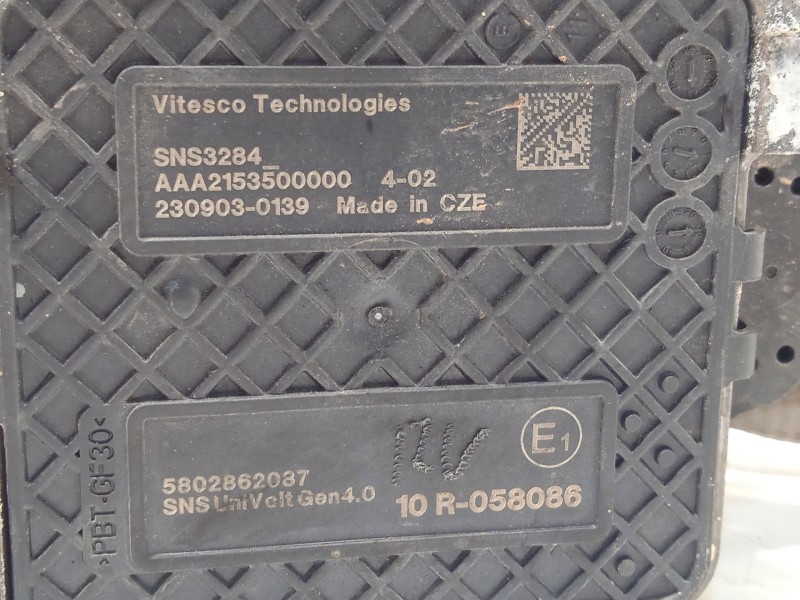 Vitesco Technologies
SNS3284_
AAA2153500000 4-02
230903-0139 Made in CZE
>PBT-GF30<
5802862087
SNS UniVolt Gen4.0
E1
10 R-058086